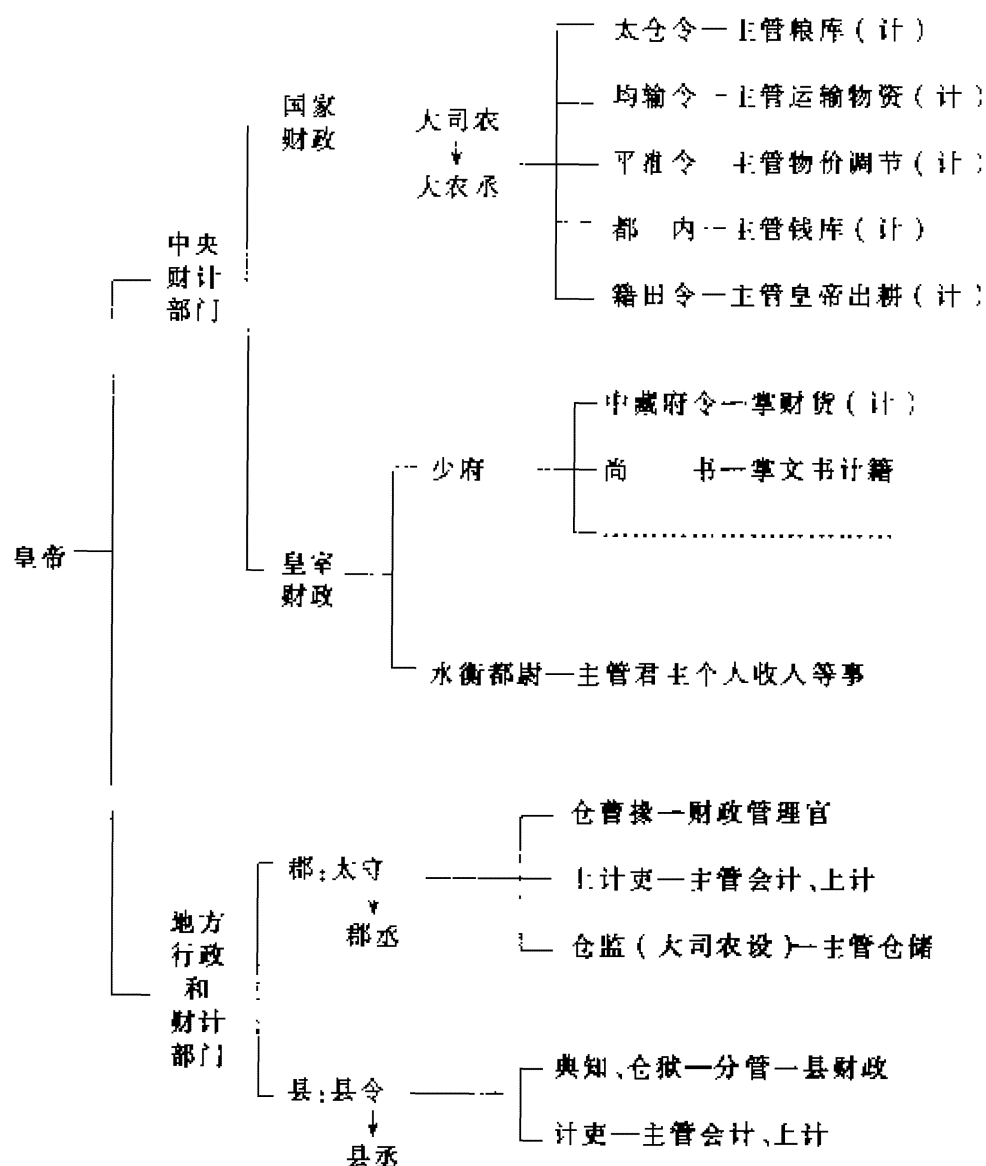 太仓令—主管粮库(计)
均输令—主管运输物资(计)
平准令 主管物价调节(计)
都 内—主管钱库(计)
籍田令—主管皇帝出耕(计)
国家
财政
大司农
大农丞
中央
财计
部门
中藏府令—掌财货(计)
尚 书—掌文书计籍
少府
皇帝
皇室
财政
水衡都尉—主管君主个人收人等事
仓曹掾—财政管理官
上计吏—主管会计、上计
仓监(大司农设)—主管仓储
郡:太守
郡丞
地方
行政
和
财计
部门
典知、仓狱—分管一县财政
计吏—主管会计、上计
县:县令
县丞